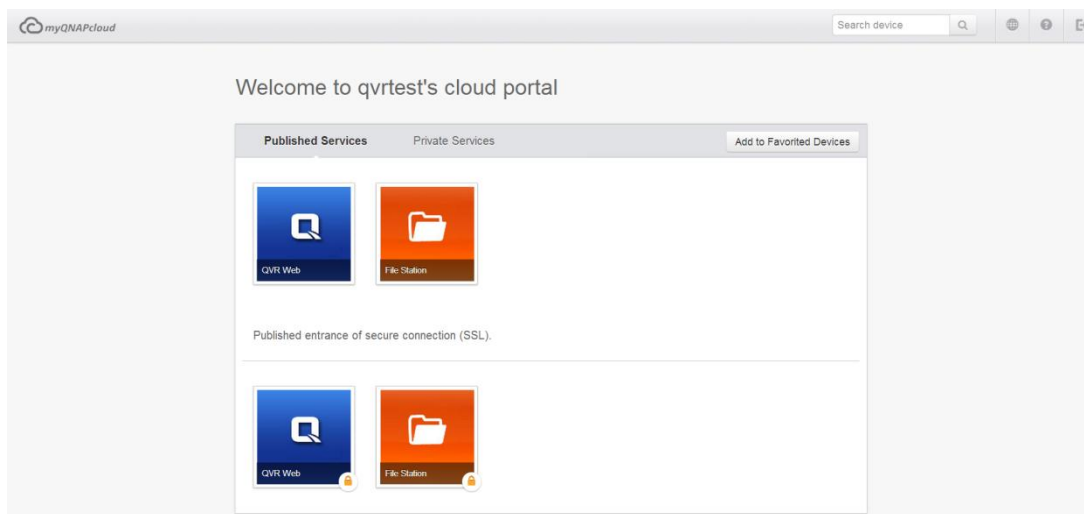 myQNAPcloud
Search device
Welcome to qvrtest's cloud portal
Published Services Private Services Add to Favorited Devices
QVR Web File Station
Published entrance of secure connection (SSL).
QVR Web File Station